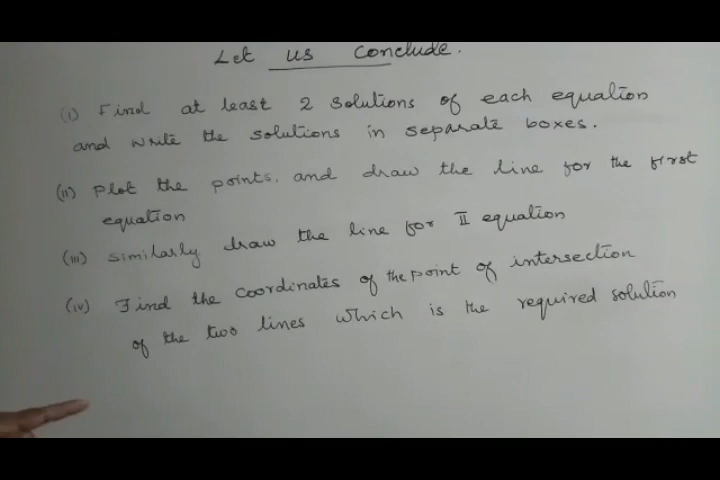 Let us Conclude.
(i) Find at least 2 solutions of each equation
and write the solutions in separate boxes.
(ii) plot the points. and draw the line for the first
equation
(iii) similarly draw the line for II equation
(iv) Find the coordinates of the point of intersection
of the two lines which is the required solution